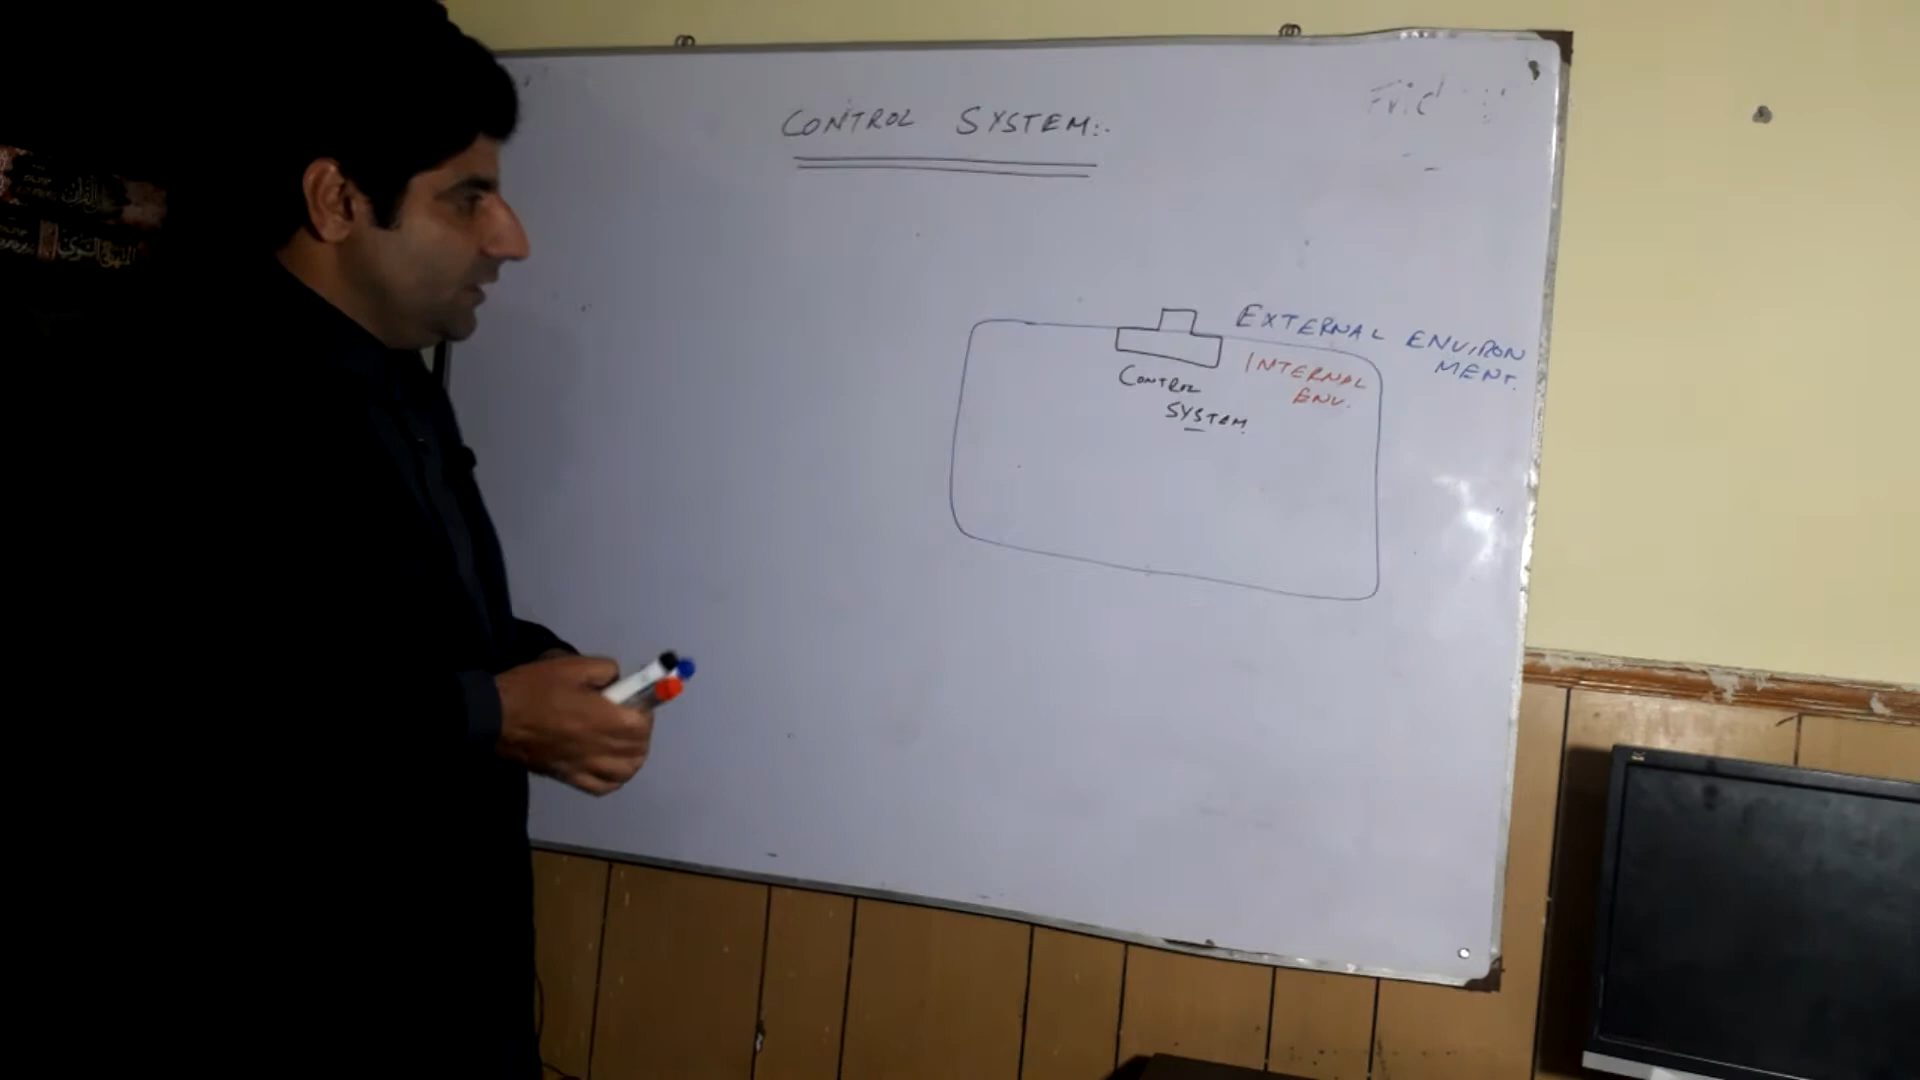 CONTROL SYSTEM:.
EXTERNAL ENVIRON
MENT.
INTERNAL
ENV.
CONTROL
SYSTEM